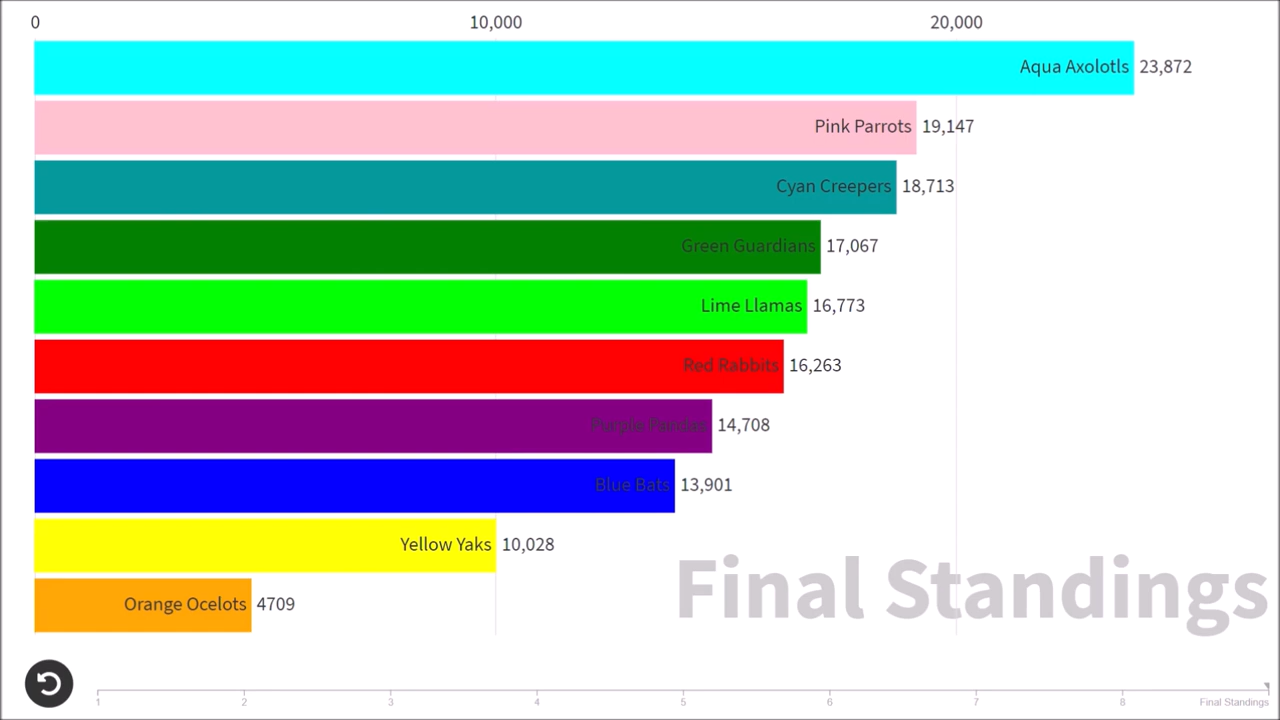 0 10,000 20,000
Aqua Axolotls 23,872
Pink Parrots 19,147
Cyan Creepers 18,713
Green Guardians 17,067
Lime Llamas 16,773
Red Rabbits 16,263
Purple Pandas 14,708
Blue Bats 13,901
Yellow Yaks 10,028
Orange Ocelots 4709
Final Standings
1 2 3 4 5 6 7 8 Final Standings